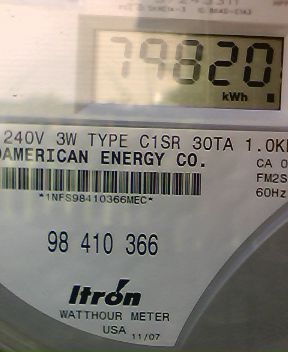 79820
kWh
240V 3W TYPE C1SR 30TA 1.0K
AMERICAN ENERGY CO.
CA 0
FM2S
60Hz
*1NFS98410366MEC*
98 410 366
Itron
WATTHOUR METER
USA 11/07